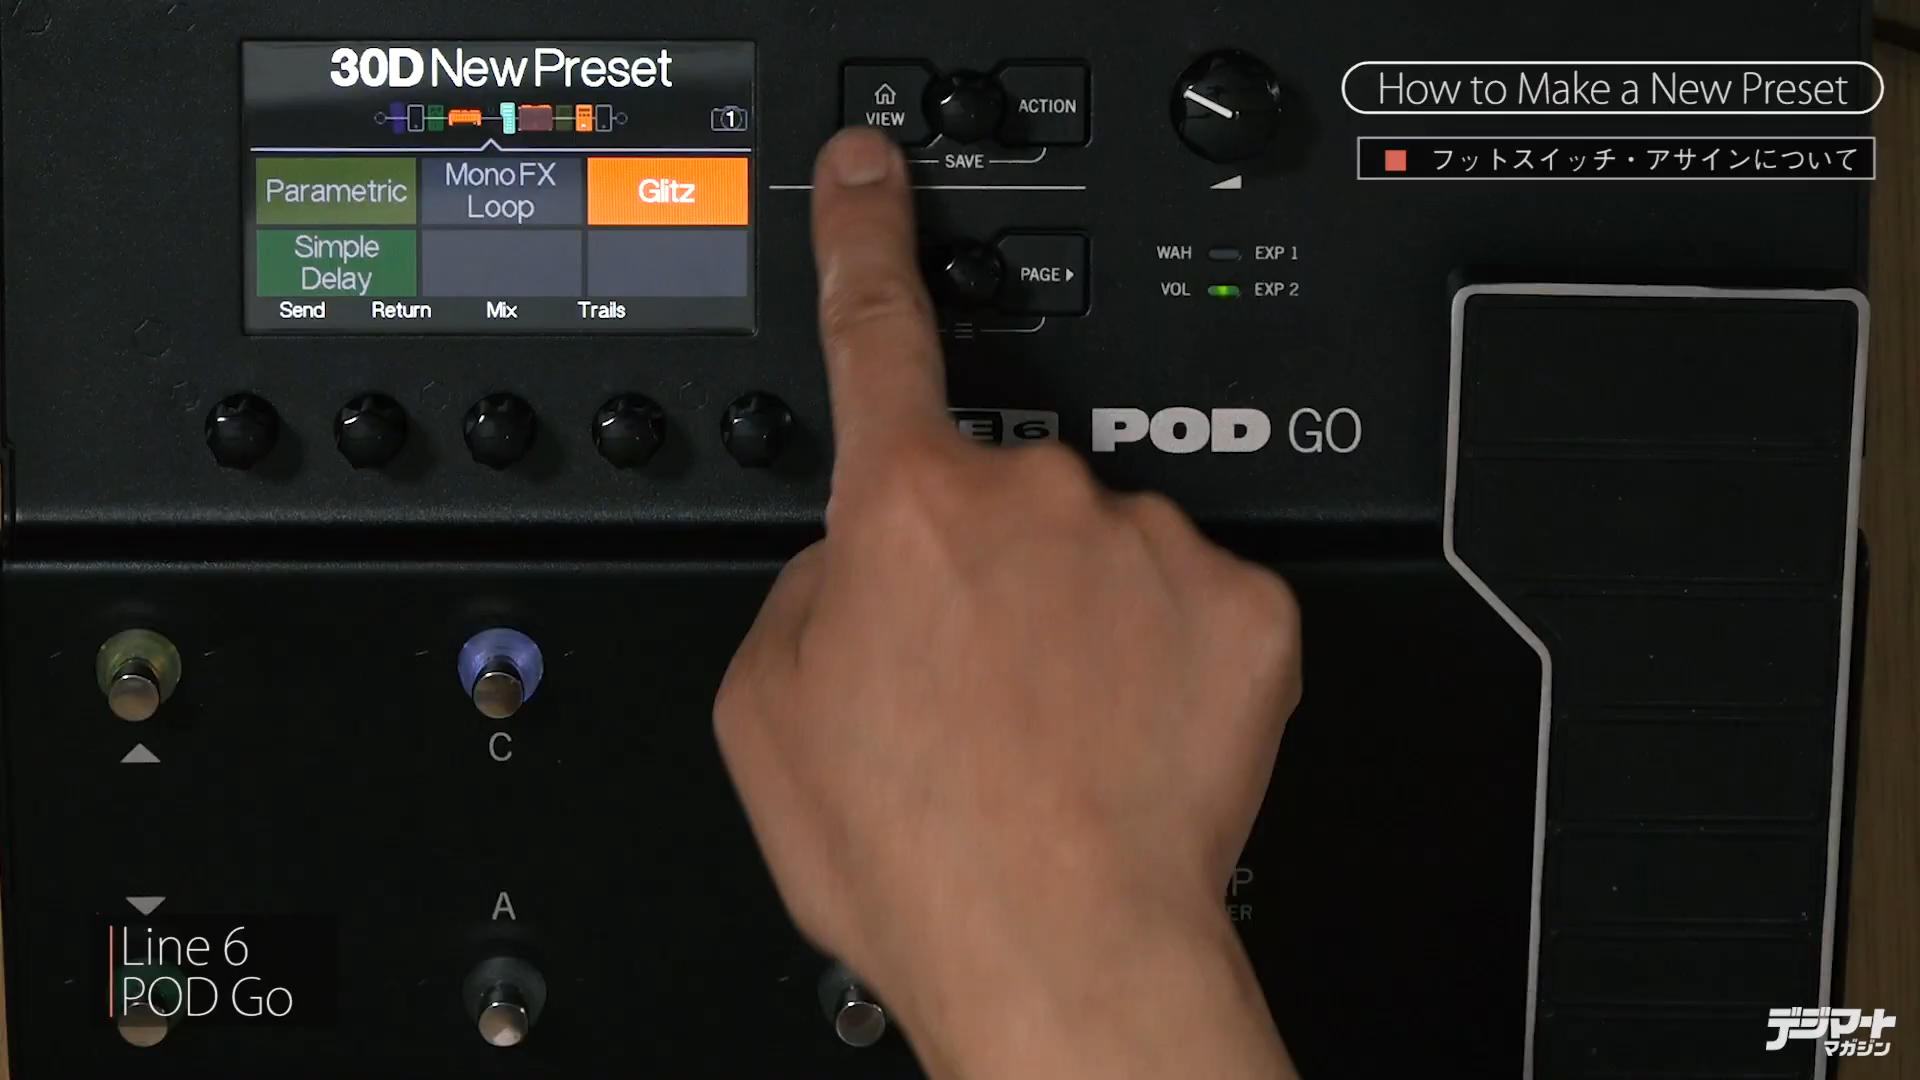 30D New Preset
1
Parametric
Mono FX
Loop
Glitz
Simple
Delay
Send Return Mix Trails
VIEW
ACTION
SAVE
PAGE
WAH EXP 1
VOL EXP 2
How to Make a New Preset
フットスイッチ・アサインについて
E 6 POD GO
C
A
P
ER
Line 6
POD Go
デジマート
マガジン